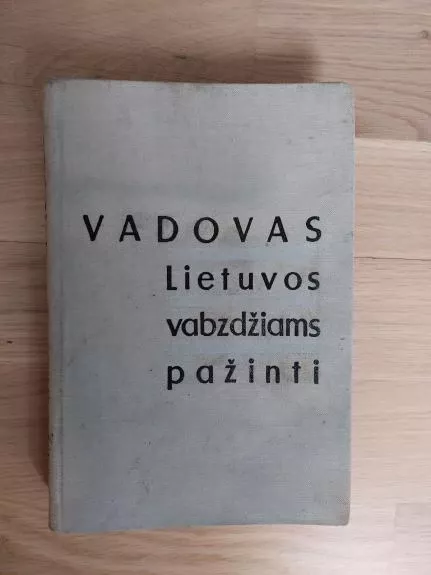 VADOVAS
Lietuvos
vabzdžiams
pažinti